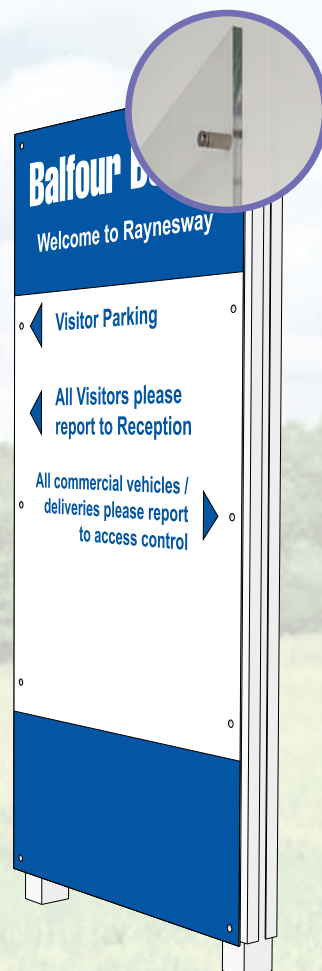 Balfour
Welcome to Raynesway
Visitor Parking
All Visitors please
report to Reception
All commercial vehicles /
deliveries please report
to access control